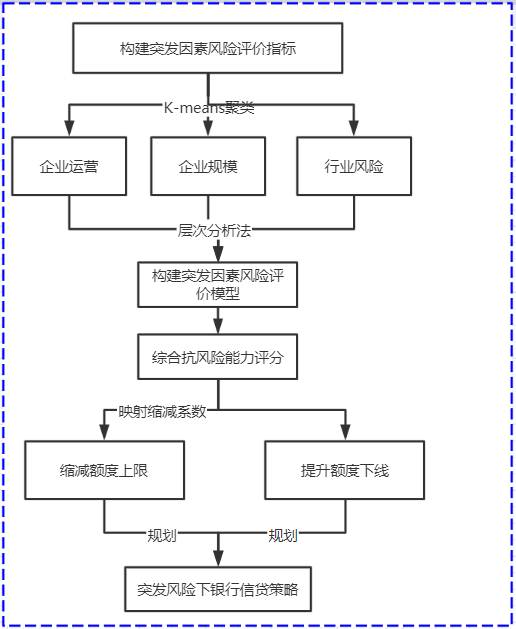 构建突发因素风险评价指标
K-means聚类
企业运营
企业规模
行业风险
层次分析法
构建突发因素风险评
价模型
综合抗风险能力评分
映射缩减系数
缩减额度上限
提升额度下线
规划
规划
突发风险下银行信贷策略